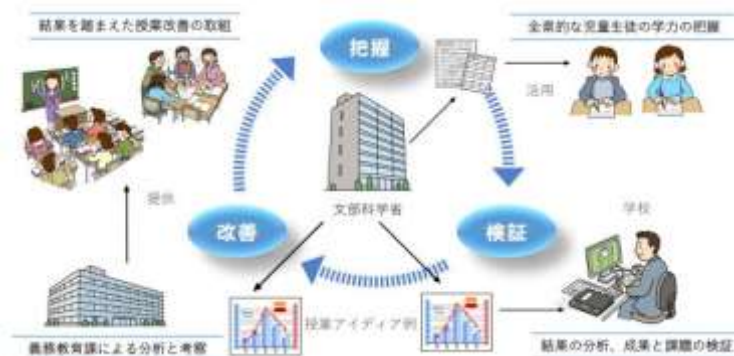 結果を踏まえた授業改善の取組
把握
全県的な児童生徒の学力の把握
活用
提供
文部科学省
学校
改善
検証
授業アイディア例
義務教育課による分析と考察
結果の分析、成果と課題の検証